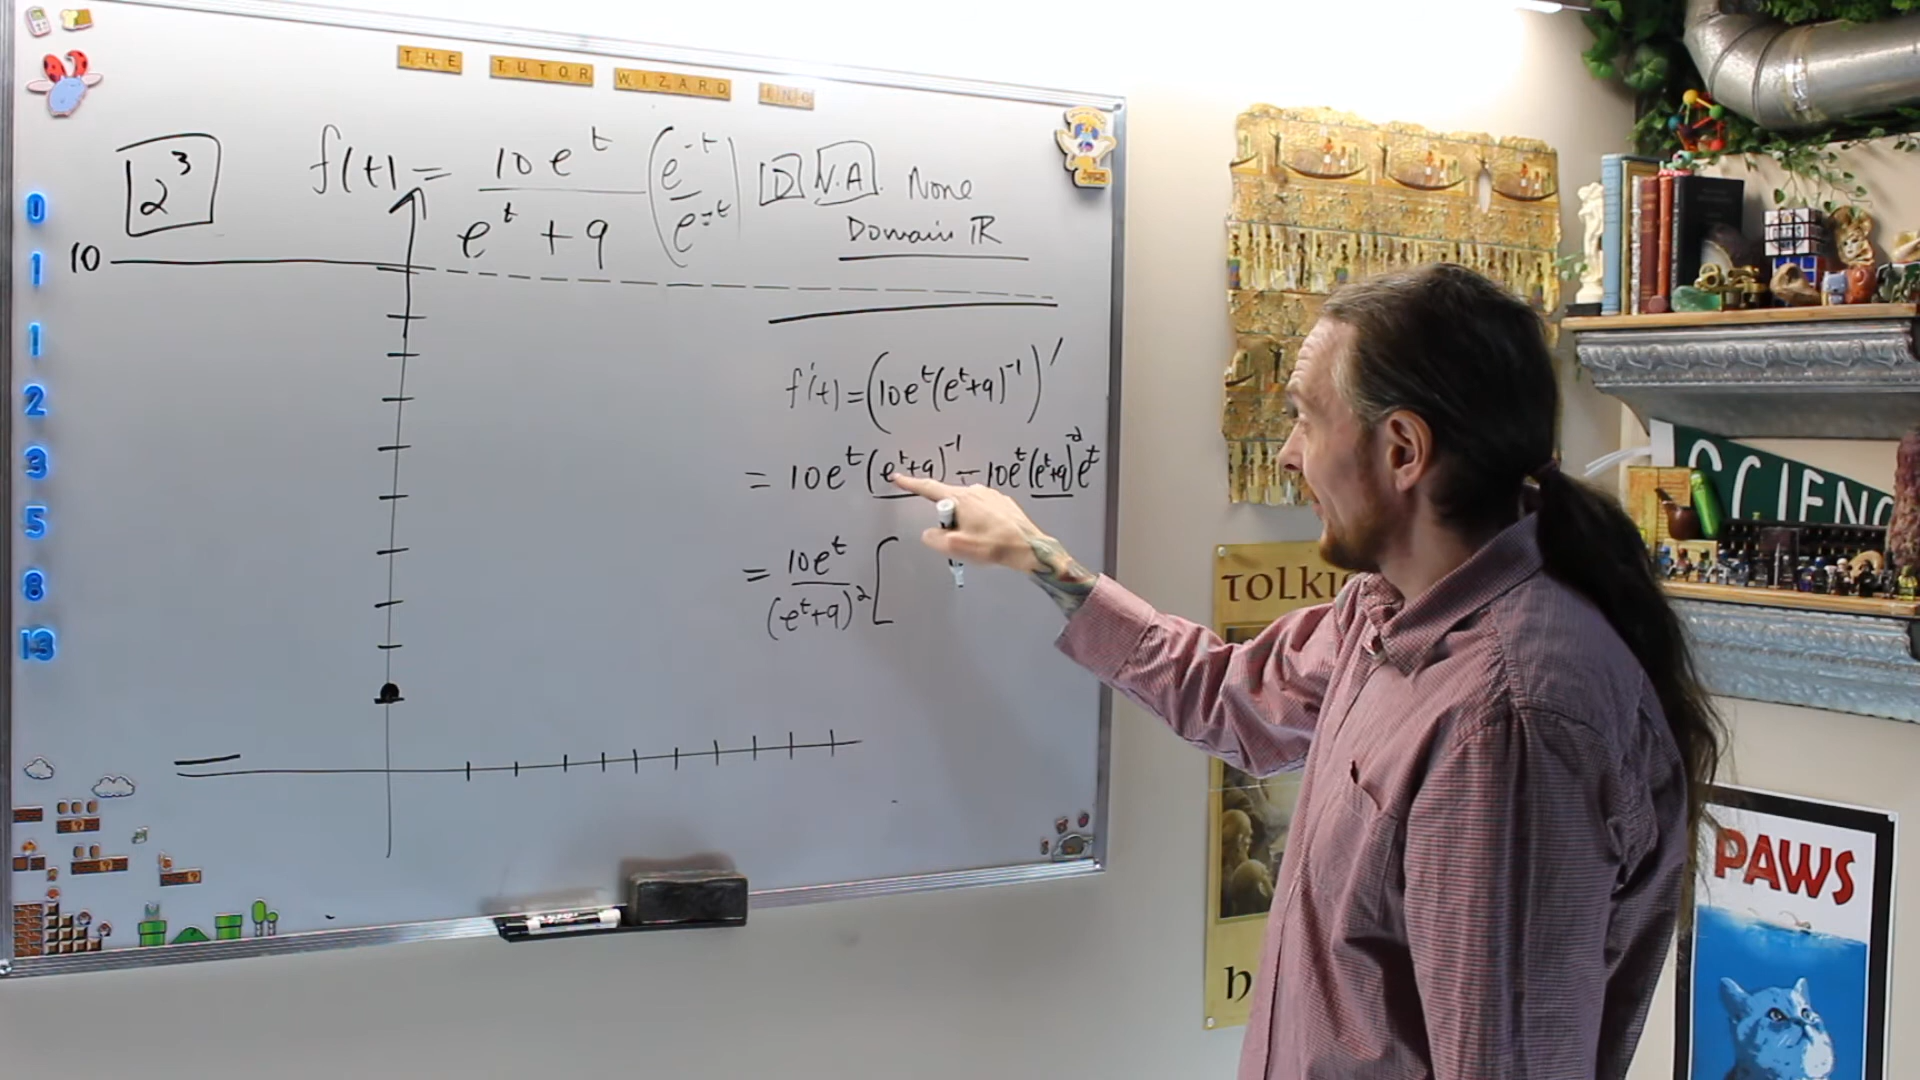 THE TUTOR WIZARD INC
2³
f(t) = 10e^t / (e^t + 9) (e^-t / e^-t)
D V.A. None
Domain ℝ
0
1
1
2
3
5
8
13
10
f'(t) = (10e^t(e^t+9)^-1)'
= 10e^t(e^t+9)^-1 - 10e^t(e^t+9)^-2 e^t
= 10e^t / (e^t+9)^2 [
SCIENC
TOLKI
H
PAWS